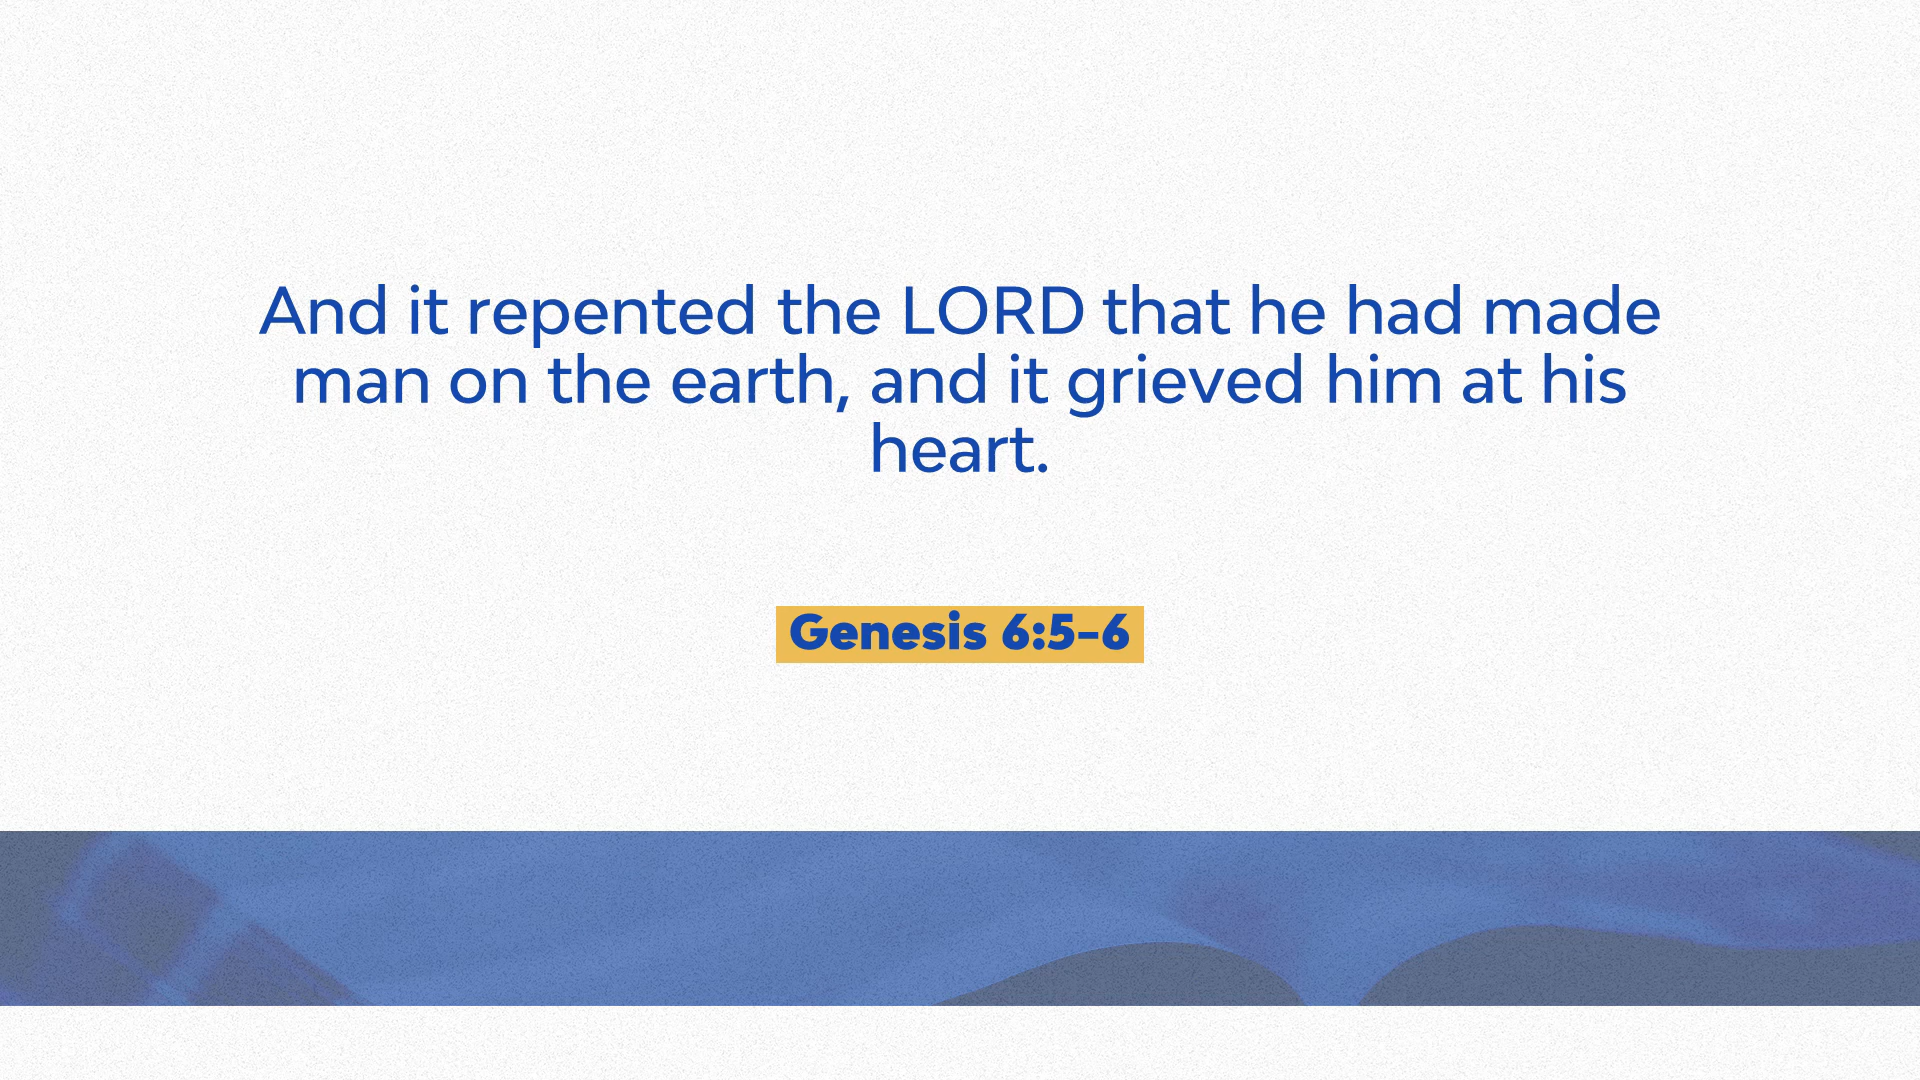 And it repented the LORD that he had made
man on the earth, and it grieved him at his
heart.
Genesis 6:5–6